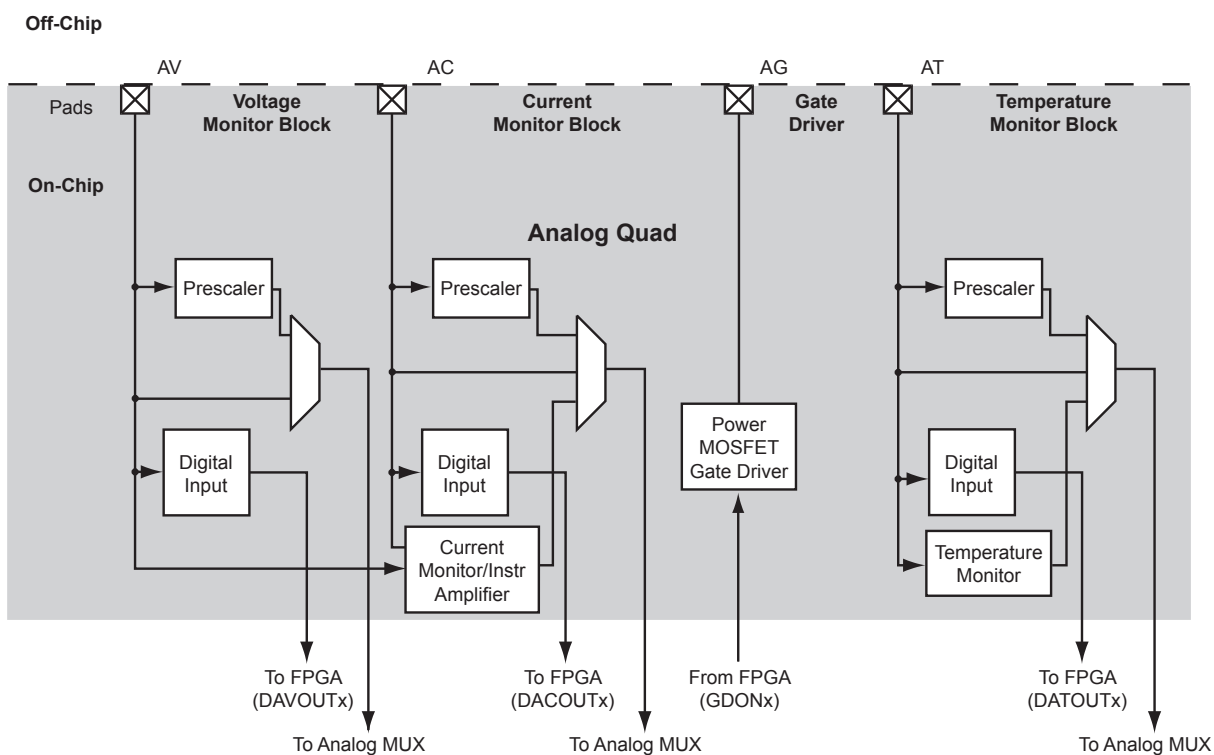 Off-Chip
AV
AC
AG
AT
Pads
Voltage
Monitor Block
Current
Monitor Block
Gate
Driver
Temperature
Monitor Block
On-Chip
Analog Quad
Prescaler
Prescaler
Prescaler
Power
MOSFET
Gate Driver
Digital
Input
Digital
Input
Digital
Input
Current
Monitor/Instr
Amplifier
Temperature
Monitor
To FPGA
(DAVOUTx)
To FPGA
(DACOUTx)
From FPGA
(GDONx)
To FPGA
(DATOUTx)
To Analog MUX
To Analog MUX
To Analog MUX